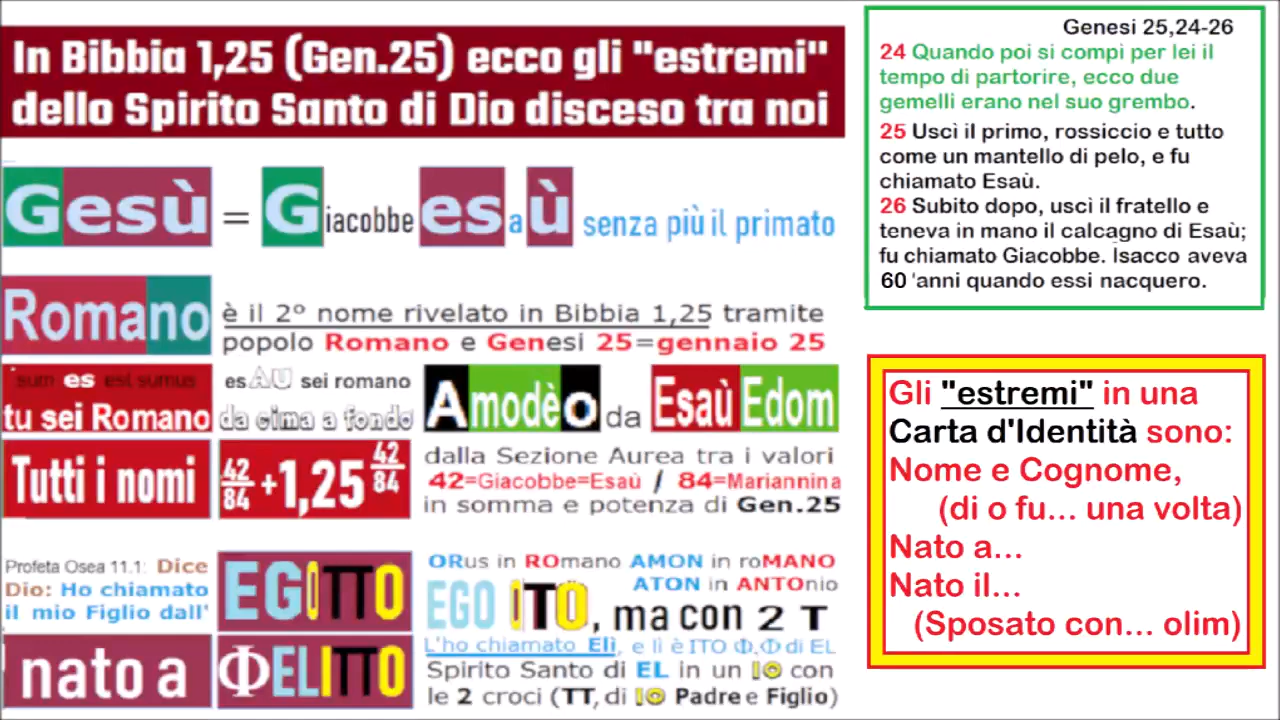 In Bibbia 1,25 (Gen.25) ecco gli "estremi"
dello Spirito Santo di Dio disceso tra noi
Gesù = Giacobbe esaù senza più il primato
Romano è il 2° nome rivelato in Bibbia 1,25 tramite
popolo Romano e Genesi 25=gennaio 25
sum es est sumus
tu sei Romano
esAU sei romano
da cima a fondo
Amodèo da Esaù Edom
Tutti i nomi
42/84 +1,25 42/84
dalla Sezione Aurea tra i valori
42=Giacobbe=Esaù / 84=Mariannina
in somma e potenza di Gen.25
Profeta Osea 11.1: Dice
Dio: Ho chiamato
il mio Figlio dall'
EGITTO
ORus in ROmano AMON in roMANO
ATON in ANTOnio
EGO ITO, ma con 2 T
nato a ΦELITTO
L'ho chiamato Elì, e lì è ITO Φ,Φ di EL
Spirito Santo di EL in un IO con
le 2 croci (TT, di IO Padre e Figlio)
Genesi 25,24-26
24 Quando poi si compì per lei il
tempo di partorire, ecco due
gemelli erano nel suo grembo.
25 Uscì il primo, rossiccio e tutto
come un mantello di pelo, e fu
chiamato Esaù.
26 Subito dopo, uscì il fratello e
teneva in mano il calcagno di Esaù;
fu chiamato Giacobbe. Isacco aveva
60 'anni quando essi nacquero.
Gli "estremi" in una
Carta d'Identità sono:
Nome e Cognome,
(di o fu... una volta)
Nato a...
Nato il...
(Sposato con... olim)